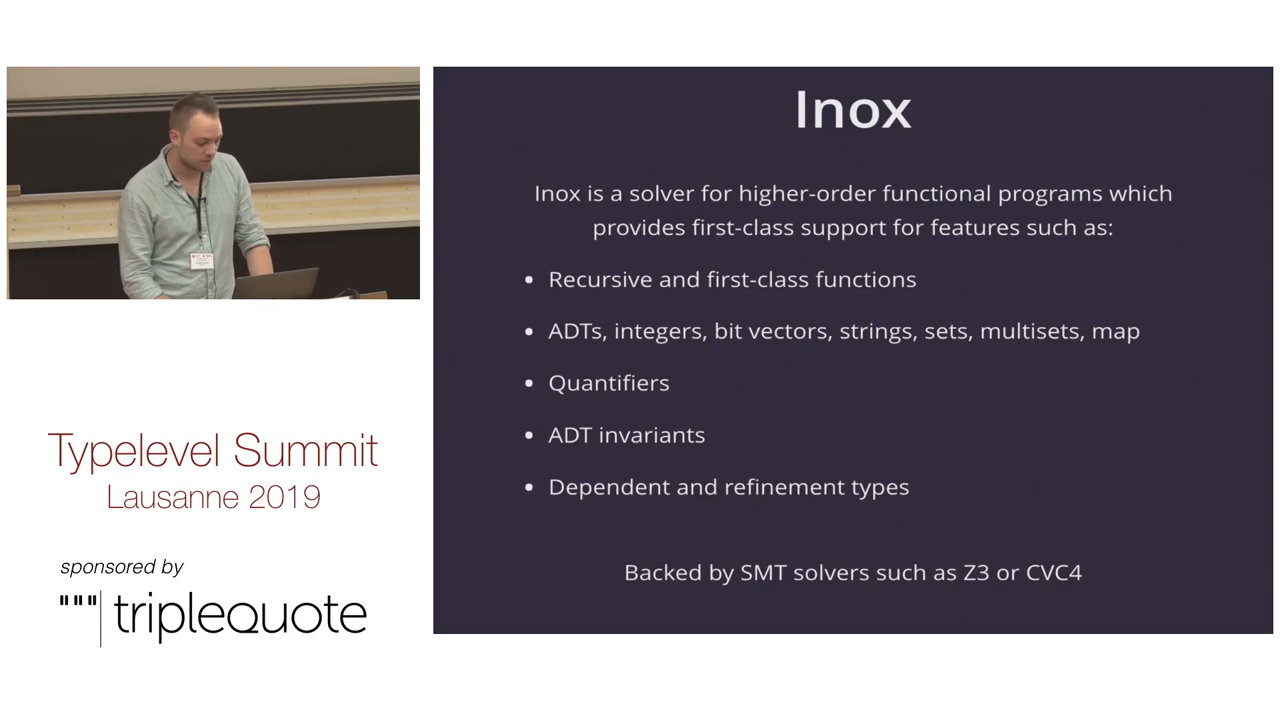 Inox
Inox is a solver for higher-order functional programs which
provides first-class support for features such as:
• Recursive and first-class functions
• ADTs, integers, bit vectors, strings, sets, multisets, map
• Quantifiers
• ADT invariants
• Dependent and refinement types
Backed by SMT solvers such as Z3 or CVC4
Typelevel Summit
Lausanne 2019
sponsored by
"""|triplequote